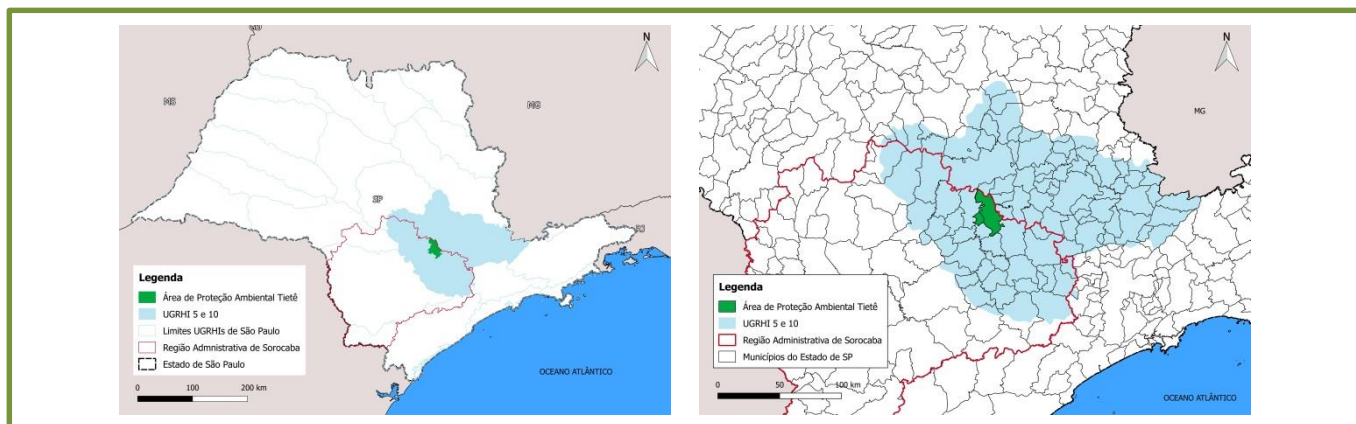 GO
N
MS
MG
SP
RJ
Legenda
Área de Proteção Ambiental Tietê
UGRHI 5 e 10
Limites UGRHIs de São Paulo
Região Admnistrativa de Sorocaba
Estado de São Paulo
OCEANO ATLÂNTICO
0 100 200 km
N
MG
Legenda
Área de Proteção Ambiental Tietê
UGRHI 5 e 10
Região Administrativa de Sorocaba
Municípios do Estado de SP
OCEANO ATLÂNTICO
0 50 100 km